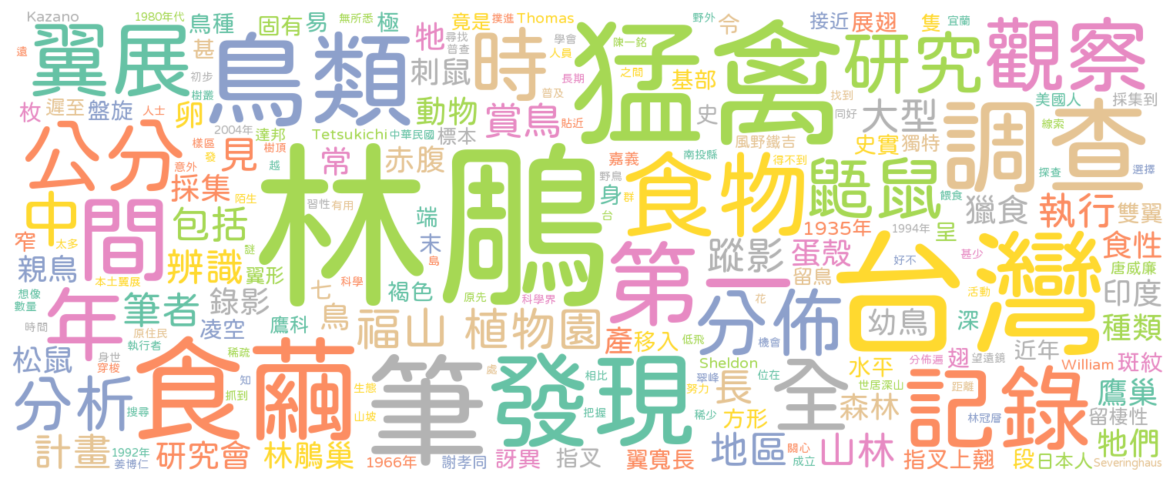 Kazano
1980年代
鳥種
固有
易
無所悉
極
竟是
撲進
Thomas
野外
令
接近
展翅
隻
宜蘭
遠
翼展
初步
樹叢
甚
鳥類
牠
尋找
普查
刺鼠
時
學會
人員
長期
猛禽
陳一銘
之間
基部
研究
觀察
枚
遲至
人士
盤旋
卵
動物
賞鳥
普及
貼近
史
找到
同好
大型
美國人
線索
採集到
2004年
達邦
Tetsukichi
中華民國
標本
風野鐵吉
史實
獨特
調查
公分
樣區
發
樹頂
意外
越
見
常
赤腹
嘉義
南投縣
得不到
探查
選擇
採集
陌生
林鵰
野鳥
身
群
食物
鼯鼠
餵食
獵食
執行
雙翼
中
間
包括
習性
有用
端
末
島
台
1935年
1994年
呈
窄
太多
謎
辨識
翼形
科學
褐色
原先
科學界
第一
蹤影
蛋殼
留鳥
好不
甚少
食性
唐威廉
親鳥
本土翼展
想像
數量
筆者
錄影
七
鳥
花
台灣
活動
印度
時間
年
原住民
執行者
凌空
鷹科
福山
植物園
低飛
產
移入
分佈
機會
幼鳥
深
種類
松鼠
身世
穿梭
食繭
稀疏
知
抓到
筆
處
生態
山坡
發現
相比
把握
稀少
Sheldon
翠峰
努力
位在
長
全
水平
世居深山
分佈遍
翅
望遠鏡
近年
William
斑紋
分析
搜尋
方形
森林
記錄
距離
林冠層
鷹巢
留棲性
計畫
1992年
姜博仁
研究會
林鵰巢
1966年
謝孝同
訝異
指叉
翼寬長
關心
成立
地區
山林
指叉上翹
段
日本人
牠們
Severinghaus